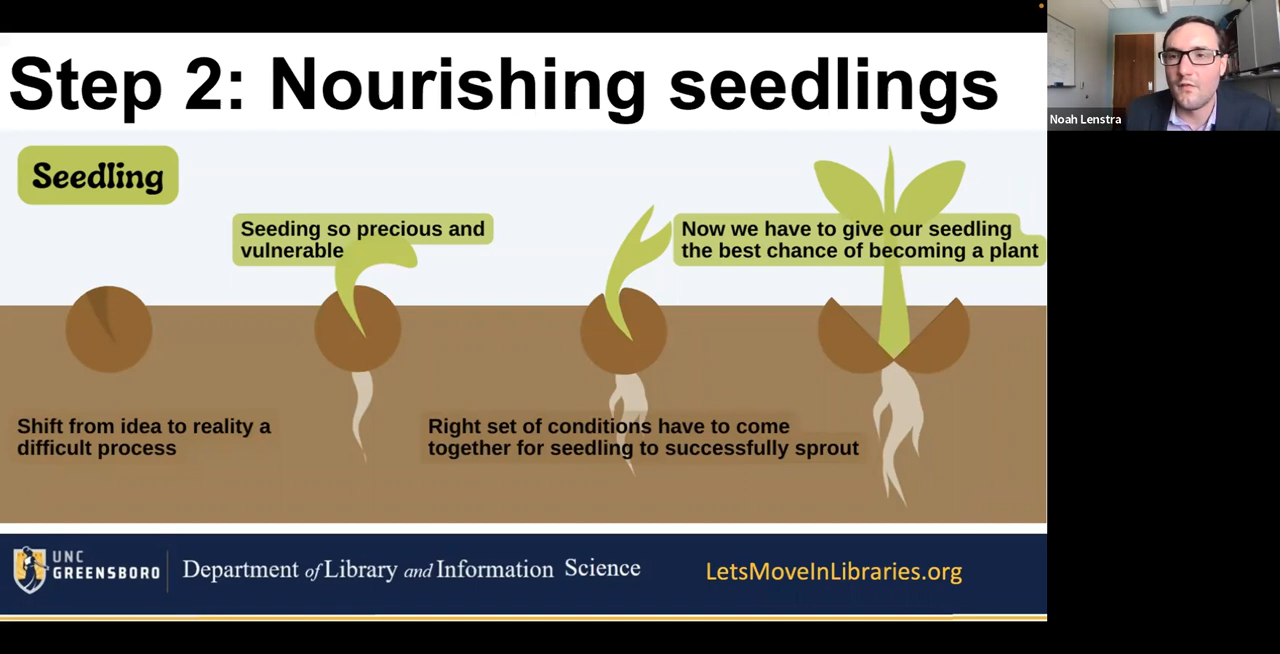 Step 2: Nourishing seedlings
Noah Lenstra
Seedling
Seeding so precious and
vulnerable
Now we have to give our seedling
the best chance of becoming a plant
Shift from idea to reality a
difficult process
Right set of conditions have to come
together for seedling to successfully sprout
UNC
GREENSBORO
Department of Library and Information Science
LetsMoveInLibraries.org